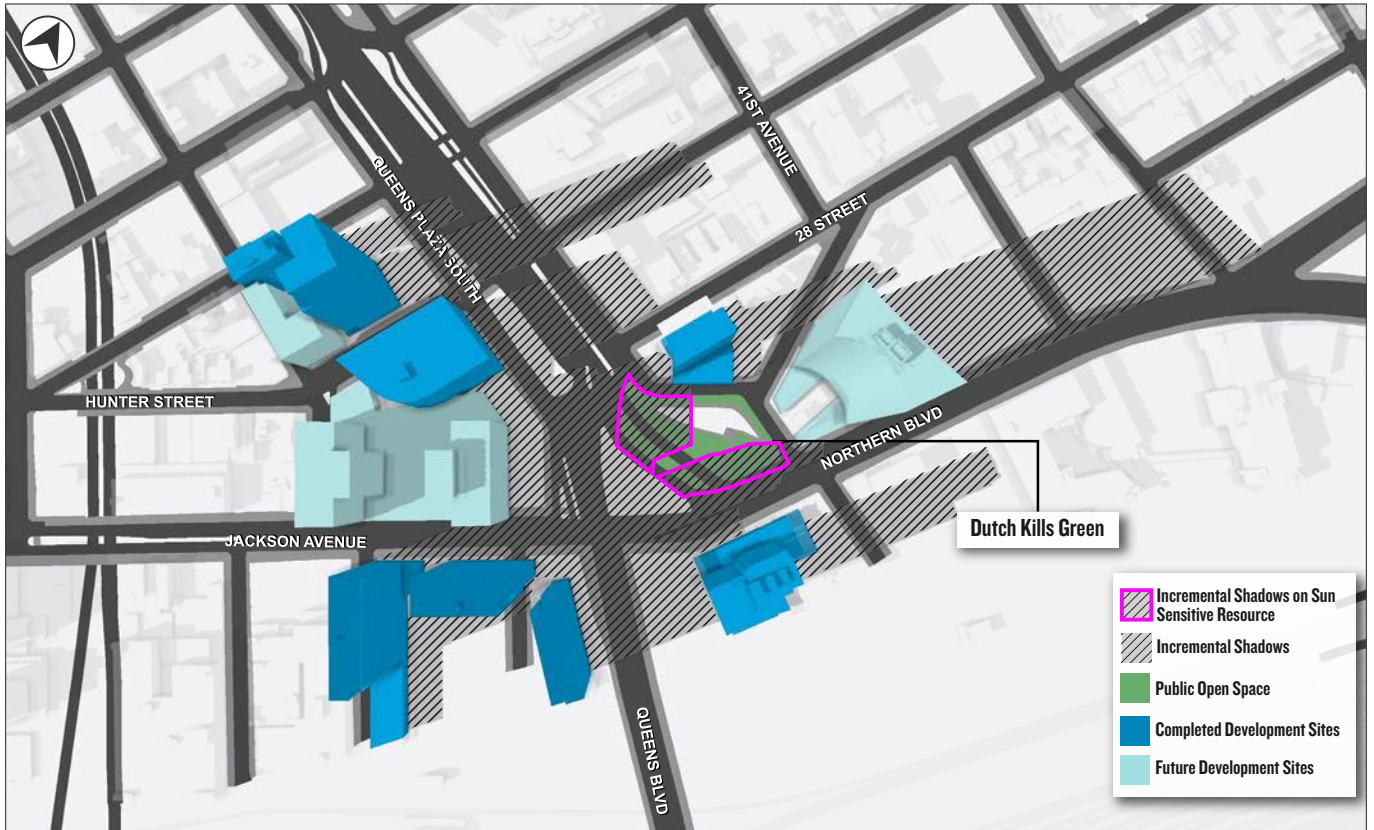 41ST AVENUE
QUEENS PLAZA SOUTH
28 STREET
HUNTER STREET
NORTHERN BLVD
JACKSON AVENUE
QUEENS BLVD
Dutch Kills Green
Incremental Shadows on Sun
Sensitive Resource
Incremental Shadows
Public Open Space
Completed Development Sites
Future Development Sites